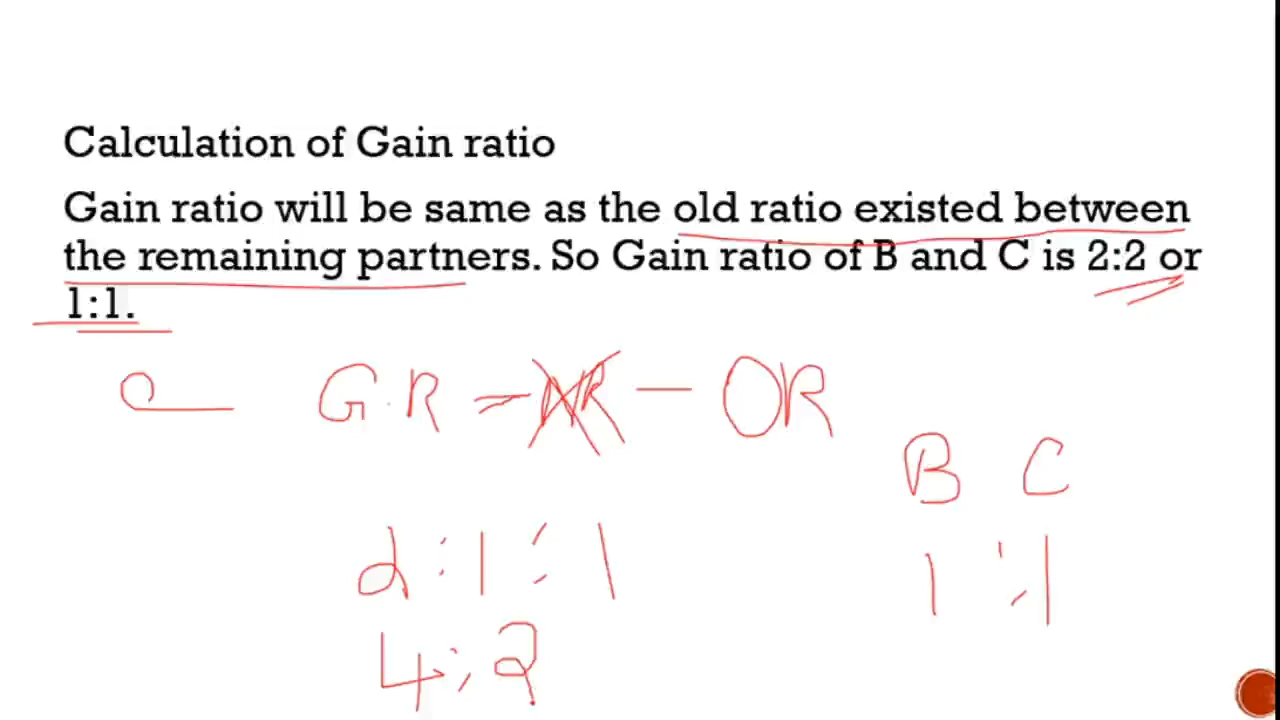 Calculation of Gain ratio
Gain ratio will be same as the old ratio existed between
the remaining partners. So Gain ratio of B and C is 2:2 or
1:1.
G.R = NR - OR
B C
2:1:1
1:1
4:2